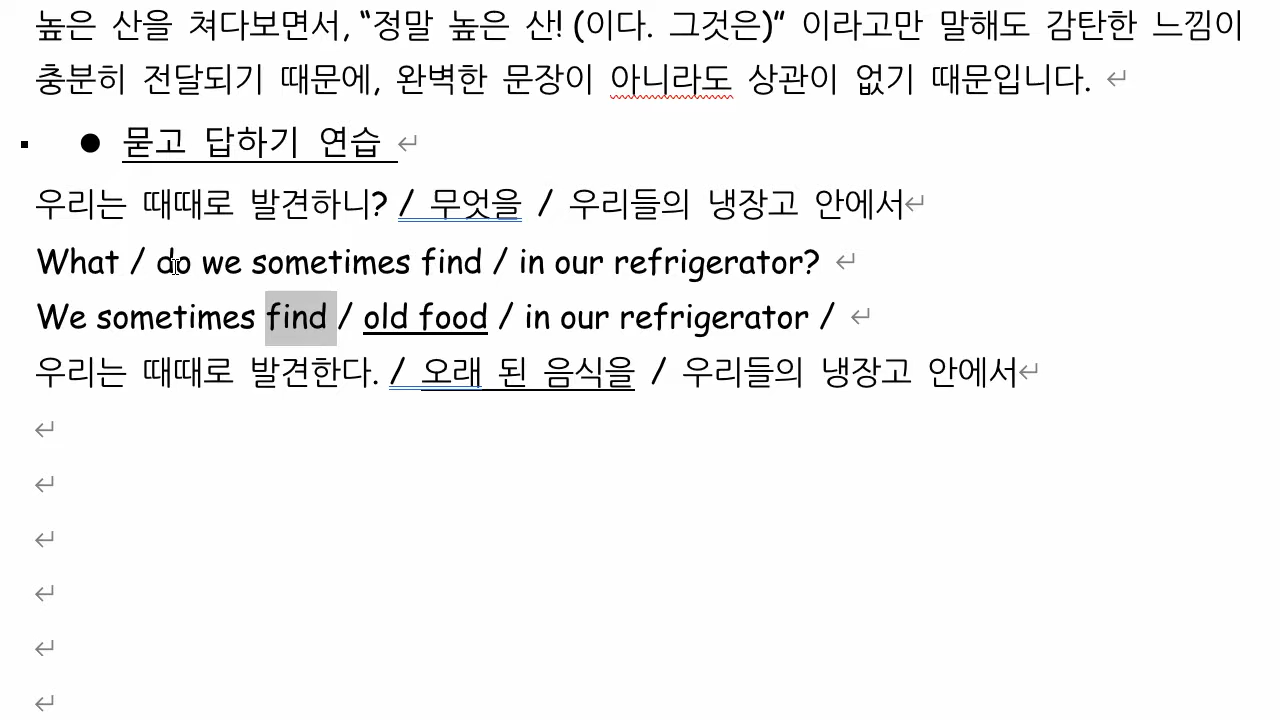 높은 산을 쳐다보면서, “정말 높은 산! (이다. 그것은)” 이라고만 말해도 감탄한 느낌이
충분히 전달되기 때문에, 완벽한 문장이 아니라도 상관이 없기 때문입니다.
● 묻고 답하기 연습
우리는 때때로 발견하니? / 무엇을 / 우리들의 냉장고 안에서
What / do we sometimes find / in our refrigerator?
We sometimes find / old food / in our refrigerator /
우리는 때때로 발견한다. / 오래 된 음식을 / 우리들의 냉장고 안에서